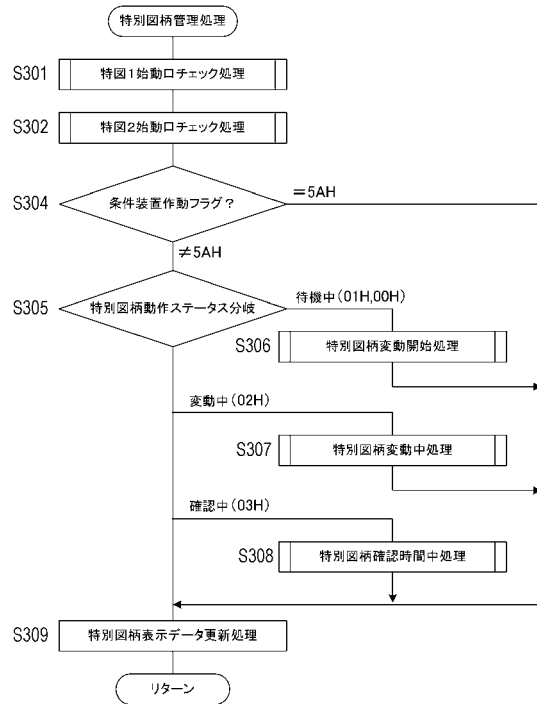 特別図柄管理処理
S301
特図1始動口チェック処理
S302
特図2始動口チェック処理
S304
条件装置作動フラグ?
=5AH
≠5AH
S305
特別図柄動作ステータス分岐
待機中(01H,00H)
S306
特別図柄変動開始処理
変動中(02H)
S307
特別図柄変動中処理
確認中(03H)
S308
特別図柄確認時間中処理
S309
特別図柄表示データ更新処理
リターン